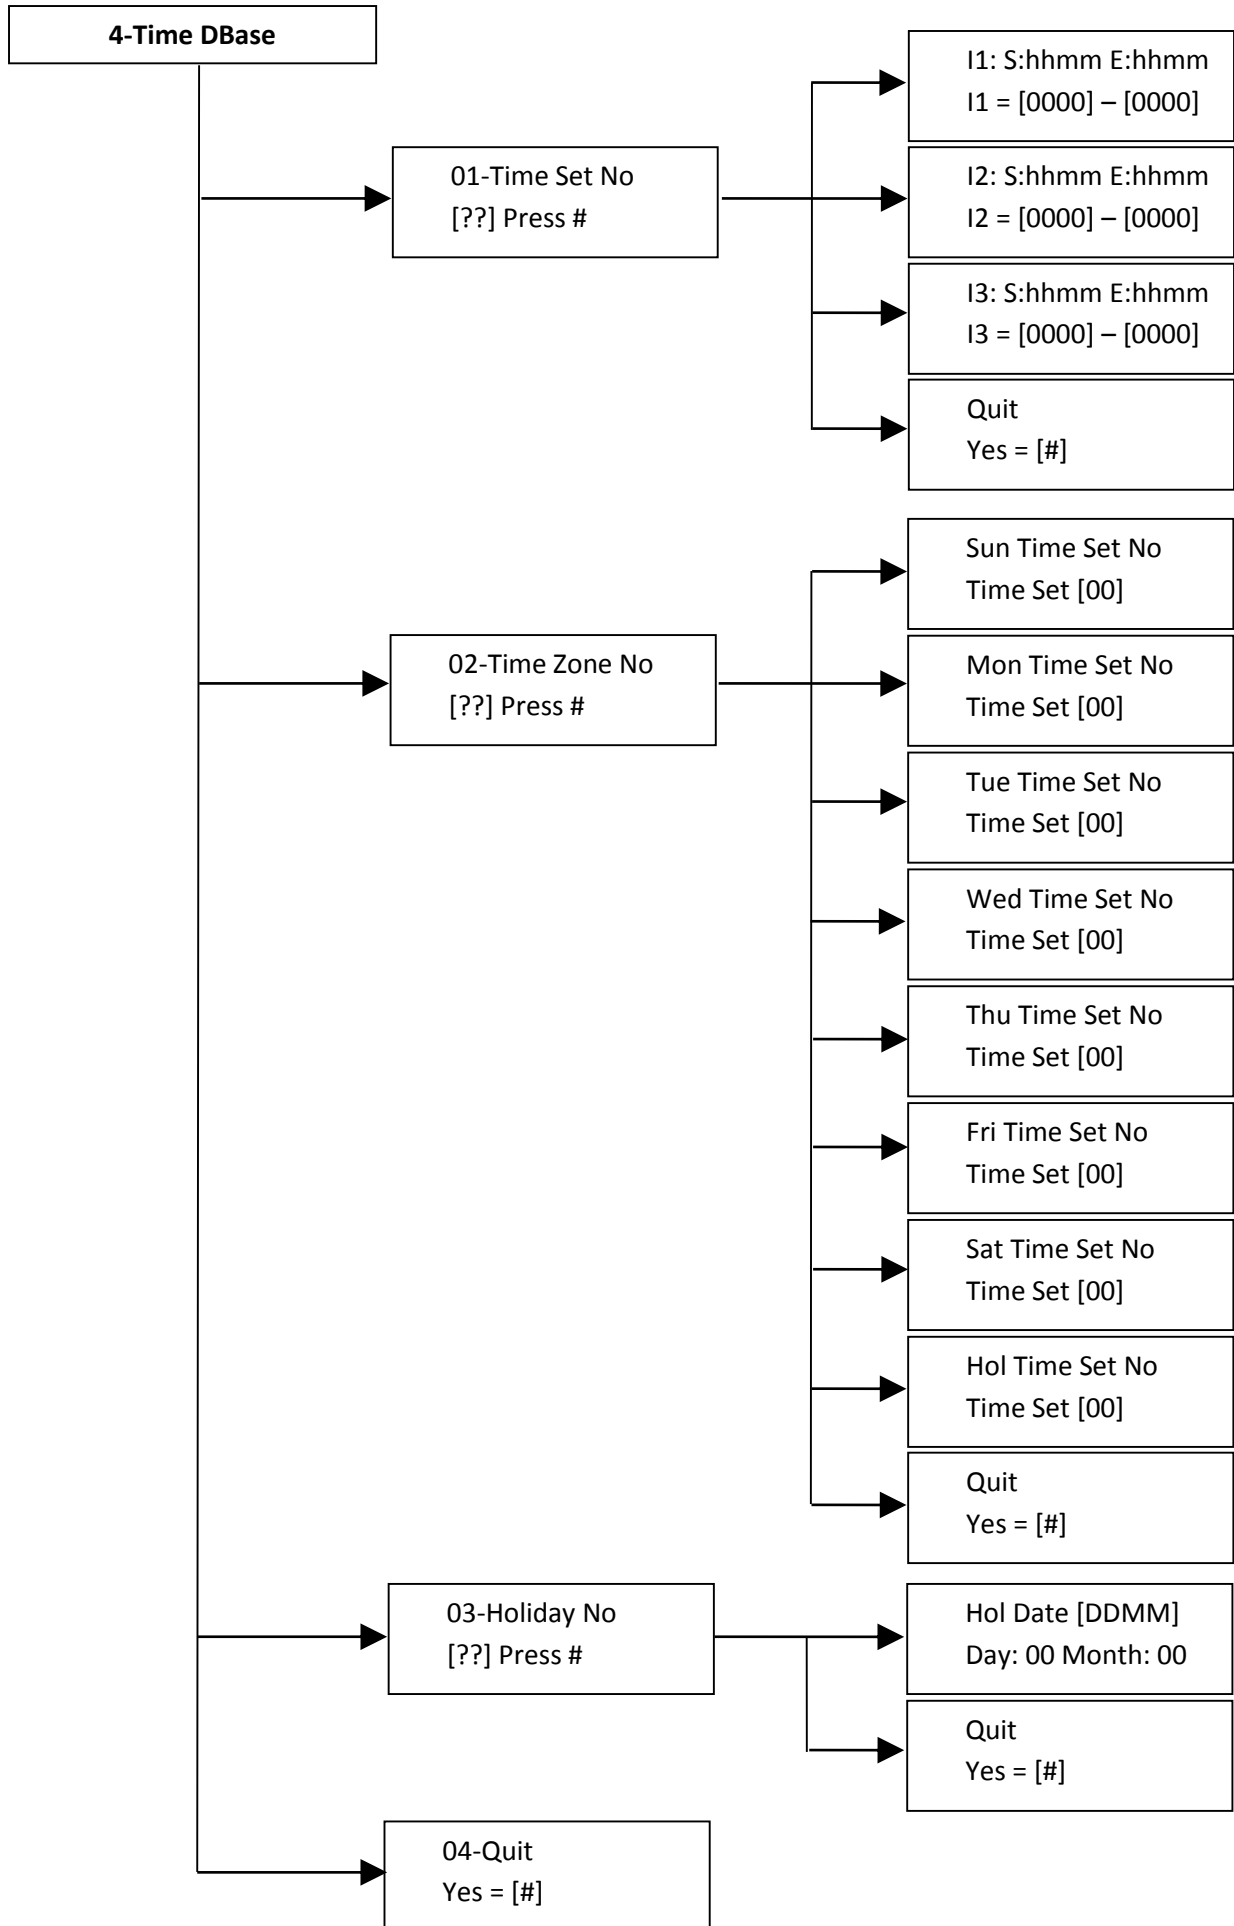 4-Time DBase
01-Time Set No
[??] Press #
I1: S:hhmm E:hhmm
I1 = [0000] – [0000]
I2: S:hhmm E:hhmm
I2 = [0000] – [0000]
I3: S:hhmm E:hhmm
I3 = [0000] – [0000]
Quit
Yes = [#]
02-Time Zone No
[??] Press #
Sun Time Set No
Time Set [00]
Mon Time Set No
Time Set [00]
Tue Time Set No
Time Set [00]
Wed Time Set No
Time Set [00]
Thu Time Set No
Time Set [00]
Fri Time Set No
Time Set [00]
Sat Time Set No
Time Set [00]
Hol Time Set No
Time Set [00]
Quit
Yes = [#]
03-Holiday No
[??] Press #
Hol Date [DDMM]
Day: 00 Month: 00
Quit
Yes = [#]
04-Quit
Yes = [#]